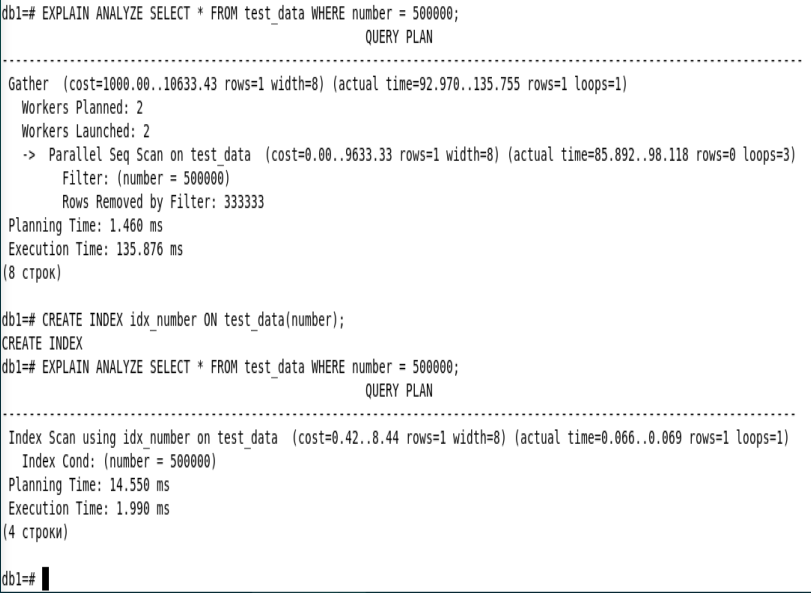 db1=# EXPLAIN ANALYZE SELECT * FROM test_data WHERE number = 500000;
QUERY PLAN
-----------------------------------------------------------------------------------------------------------------------
Gather  (cost=1000.00..10633.43 rows=1 width=8) (actual time=92.970..135.755 rows=1 loops=1)
Workers Planned: 2
Workers Launched: 2
->  Parallel Seq Scan on test_data  (cost=0.00..9633.33 rows=1 width=8) (actual time=85.892..98.118 rows=0 loops=3)
Filter: (number = 500000)
Rows Removed by Filter: 333333
Planning Time: 1.460 ms
Execution Time: 135.876 ms
(8 строк)
db1=# CREATE INDEX idx_number ON test_data(number);
CREATE INDEX
db1=# EXPLAIN ANALYZE SELECT * FROM test_data WHERE number = 500000;
QUERY PLAN
----------------------------------------------------------------------------------------------------------------------
Index Scan using idx_number on test_data  (cost=0.42..8.44 rows=1 width=8) (actual time=0.066..0.069 rows=1 loops=1)
Index Cond: (number = 500000)
Planning Time: 14.550 ms
Execution Time: 1.990 ms
(4 строки)
db1=#